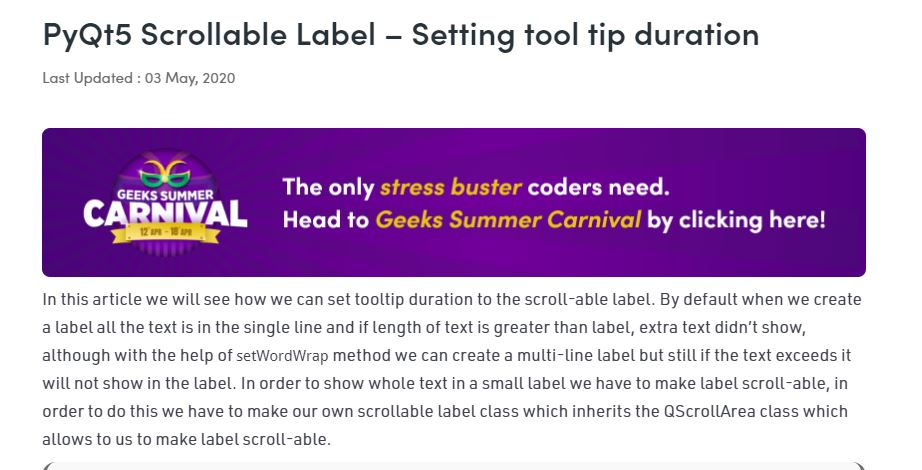 PyQt5 Scrollable Label – Setting tool tip duration
Last Updated : 03 May, 2020
GEEKS SUMMER
CARNIVAL
12 APR - 18 APR
The only stress buster coders need.
Head to Geeks Summer Carnival by clicking here!
In this article we will see how we can set tooltip duration to the scroll-able label. By default when we create
a label all the text is in the single line and if length of text is greater than label, extra text didn’t show,
although with the help of setWordWrap method we can create a multi-line label but still if the text exceeds it
will not show in the label. In order to show whole text in a small label we have to make label scroll-able, in
order to do this we have to make our own scrollable label class which inherits the QScrollArea class which
allows to us to make label scroll-able.